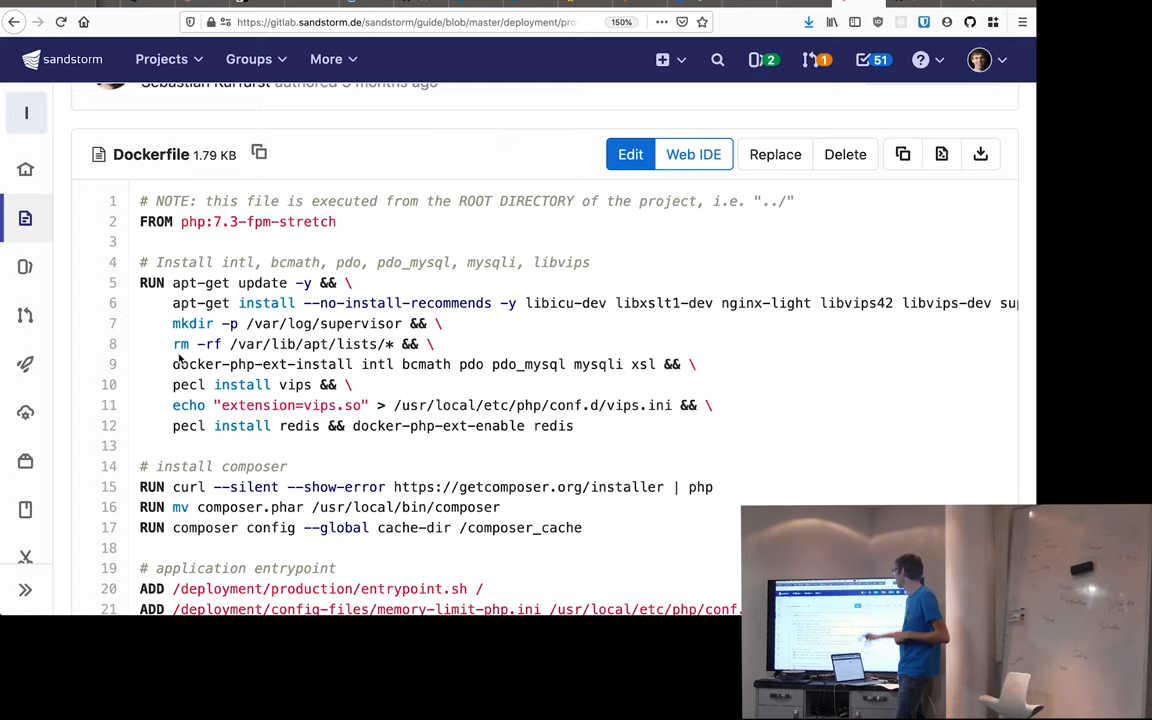 https://gitlab.sandstorm.de/sandstorm/guide/blob/master/deployment/pro
150%
sandstorm
Projects
Groups
More
2
1
51
I
authored 3 months ago
Dockerfile 1.79 KB
Edit
Web IDE
Replace
Delete
1 # NOTE: this file is executed from the ROOT DIRECTORY of the project, i.e. "../"
2 FROM php:7.3-fpm-stretch
3
4 # Install intl, bcmath, pdo, pdo_mysql, mysqli, libvips
5 RUN apt-get update -y && \
6 apt-get install --no-install-recommends -y libicu-dev libxslt1-dev nginx-light libvips42 libvips-dev sup
7 mkdir -p /var/log/supervisor && \
8 rm -rf /var/lib/apt/lists/* && \
9 docker-php-ext-install intl bcmath pdo pdo_mysql mysqli xsl && \
10 pecl install vips && \
11 echo "extension=vips.so" > /usr/local/etc/php/conf.d/vips.ini && \
12 pecl install redis && docker-php-ext-enable redis
13
14 # install composer
15 RUN curl --silent --show-error https://getcomposer.org/installer | php
16 RUN mv composer.phar /usr/local/bin/composer
17 RUN composer config --global cache-dir /composer_cache
18
19 # application entrypoint
20 ADD /deployment/production/entrypoint.sh /
21 ADD /deployment/config-files/memory-limit-php.ini /usr/local/etc/php/conf.